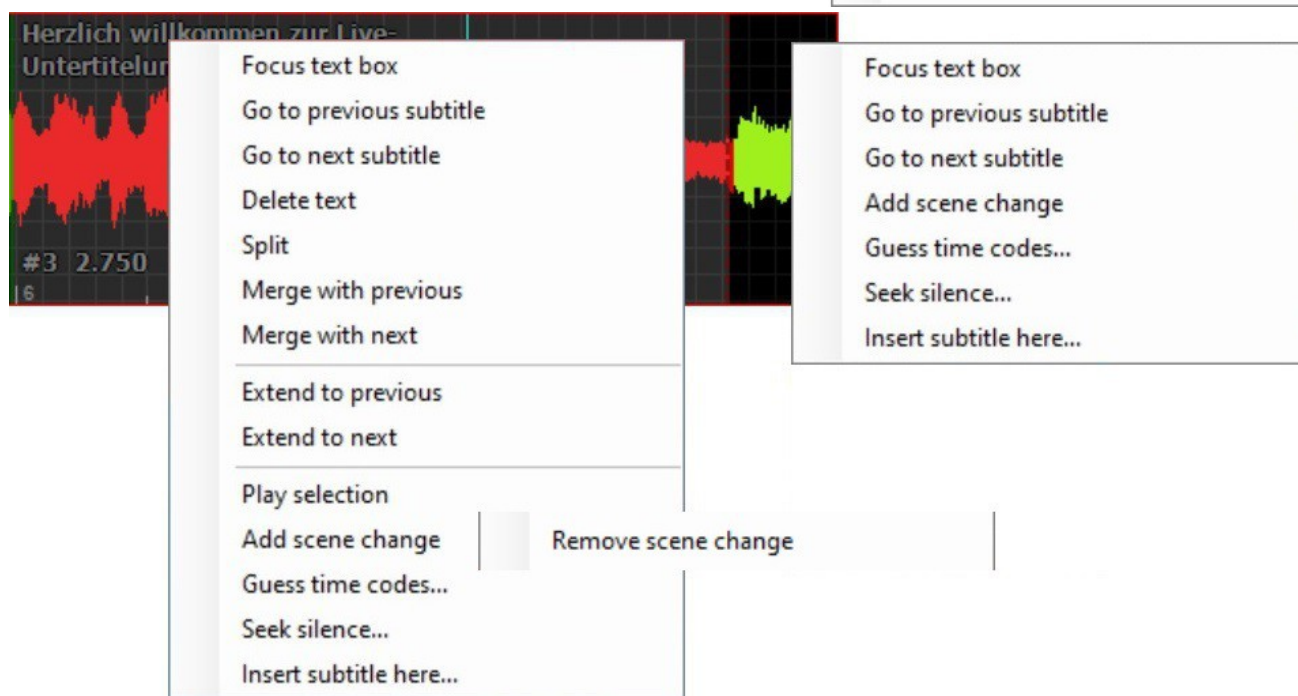 Herzlich willkommen zur Live-
Untertitelun
#3 2.750
6
Focus text box
Go to previous subtitle
Go to next subtitle
Delete text
Split
Merge with previous
Merge with next
Extend to previous
Extend to next
Play selection
Add scene change
Guess time codes...
Seek silence...
Insert subtitle here...
Remove scene change
Focus text box
Go to previous subtitle
Go to next subtitle
Add scene change
Guess time codes...
Seek silence...
Insert subtitle here...